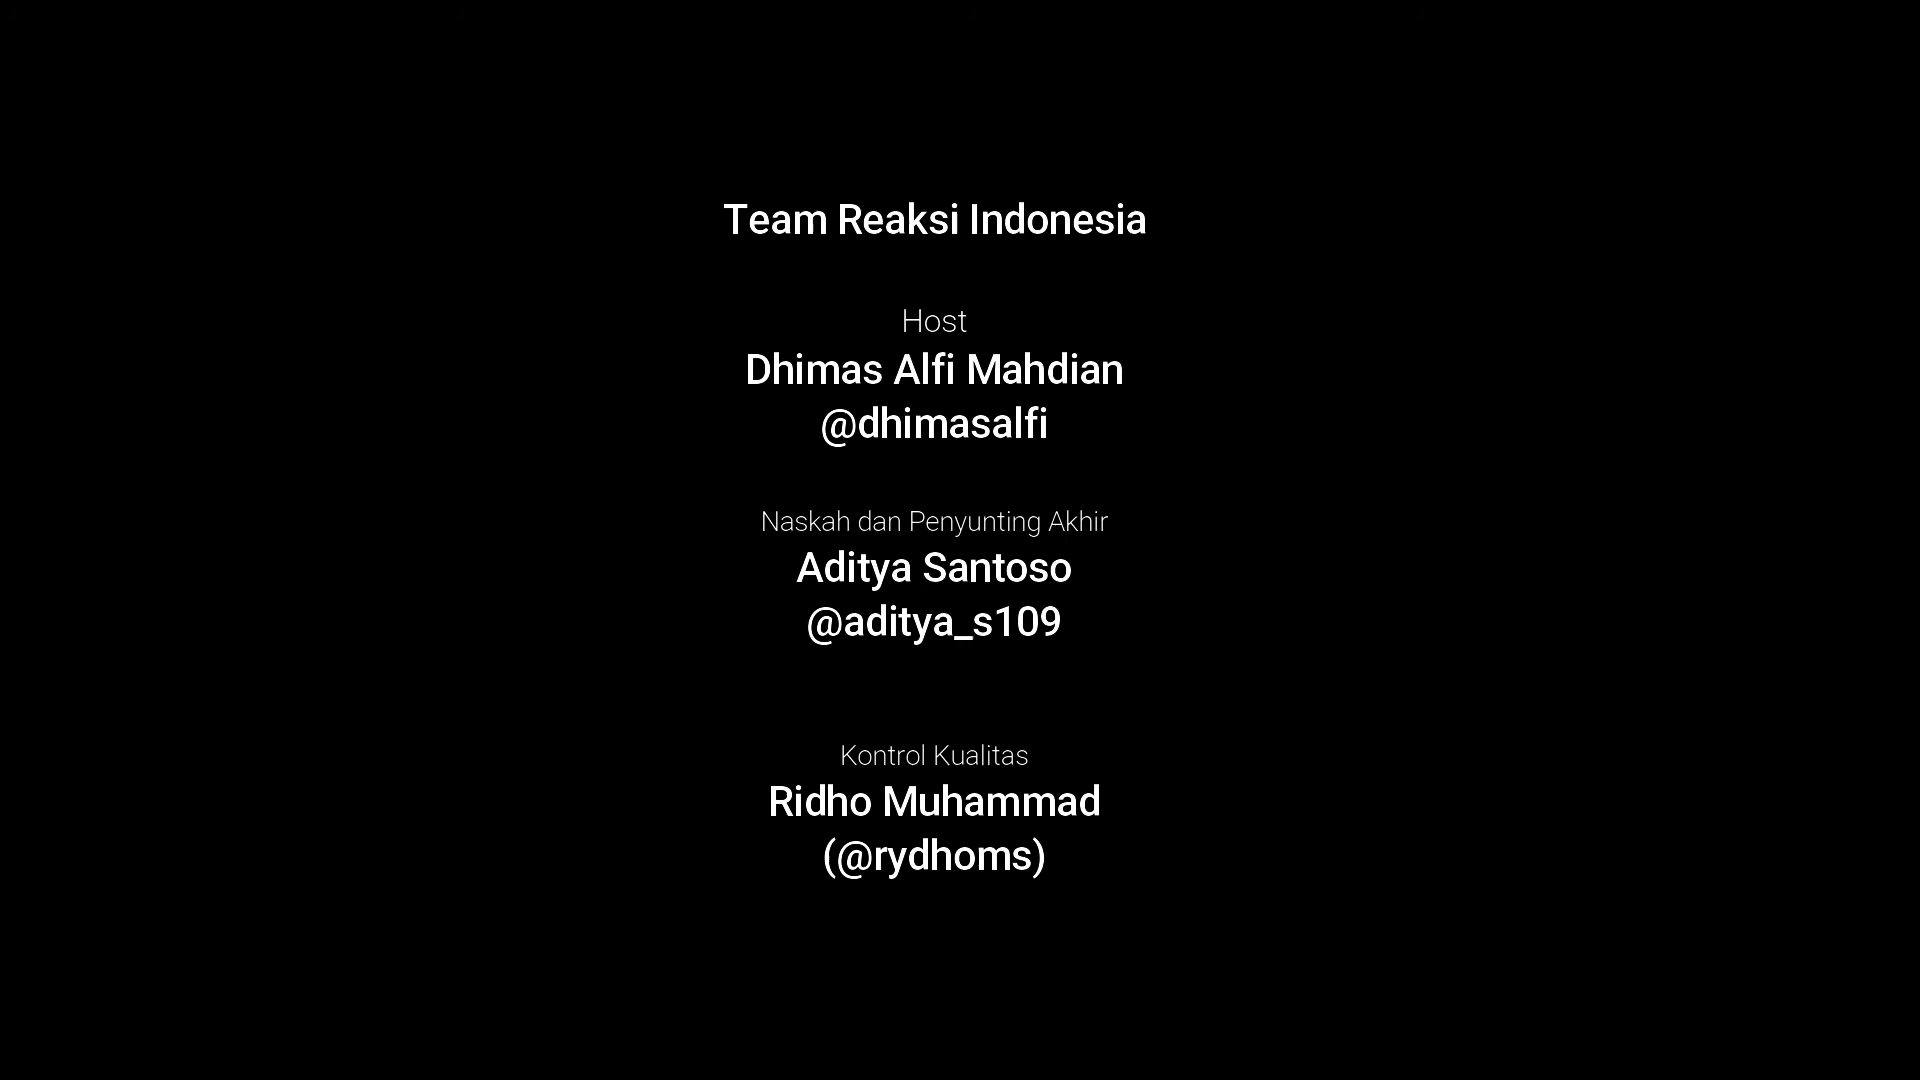 Team Reaksi Indonesia
Host
Dhimas Alfi Mahdian
@dhimasalfi
Naskah dan Penyunting Akhir
Aditya Santoso
@aditya_s109
Kontrol Kualitas
Ridho Muhammad
(@rydhoms)